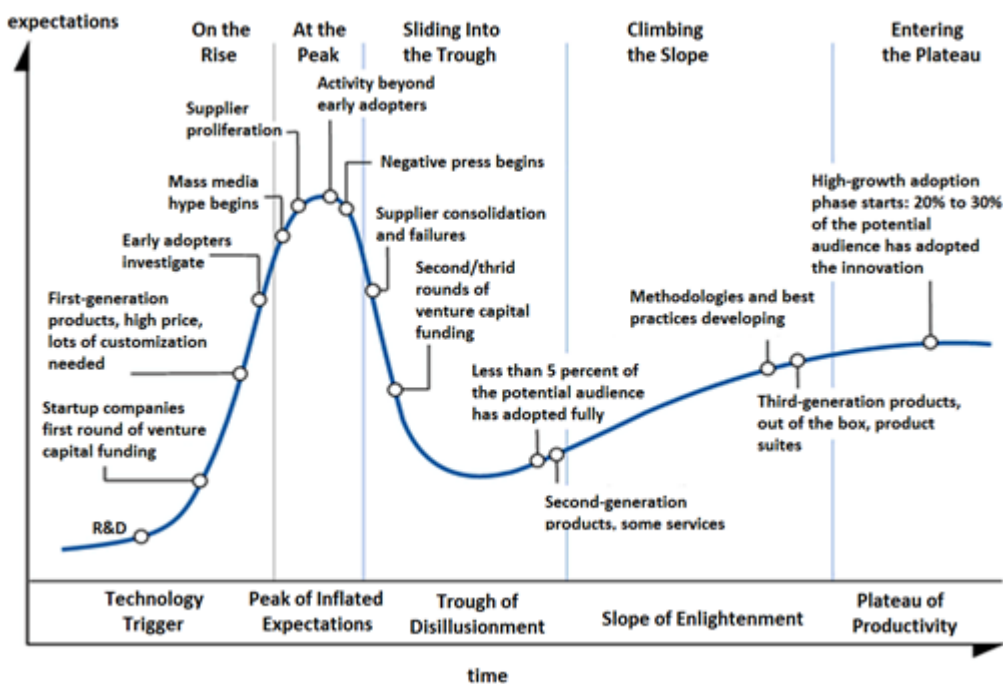 expectations
On the
Rise
At the
Peak
Sliding Into
the Trough
Climbing
the Slope
Entering
the Plateau
Activity beyond
early adopters
Supplier
proliferation
Negative press begins
Mass media
hype begins
High-growth adoption
phase starts: 20% to 30%
of the potential
audience has adopted
the innovation
Supplier consolidation
and failures
Early adopters
investigate
Second/thrid
rounds of
venture capital
funding
First-generation
products, high price,
lots of customization
needed
Methodologies and best
practices developing
Less than 5 percent of
the potential audience
has adopted fully
Startup companies
first round of venture
capital funding
Third-generation products,
out of the box, product
suites
Second-generation
products, some services
R&D
Technology
Trigger
Peak of Inflated
Expectations
Trough of
Disillusionment
Slope of Enlightenment
Plateau of
Productivity
time